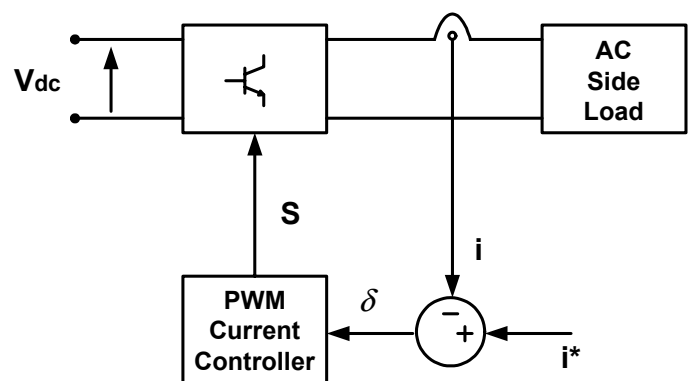 AC
Side
Load
Vdc
S
i
PWM
Current
Controller
δ
−
+
i*